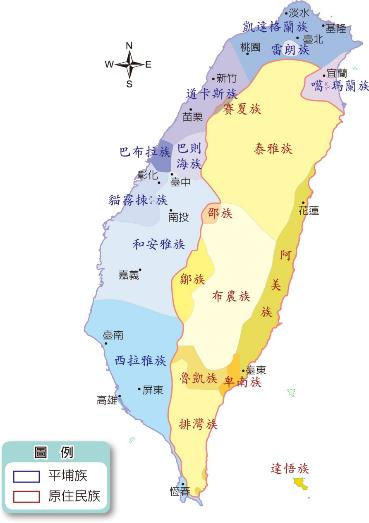 淡水
基隆
凱達格蘭族
臺北
雷朗族
桃園
N
W E
S
宜蘭
噶瑪蘭族
新竹
道卡斯族
賽夏族
苗栗
泰雅族
巴布拉族
巴則
海族
彰化
臺中
貓霧捒族
南投
邵族
花蓮
和安雅族
阿
美
族
鄒族
布農族
嘉義
臺南
西拉雅族
魯凱族
臺東
卑南族
高雄
屏東
排灣族
達悟族
恆春
圖 例
平埔族
原住民族